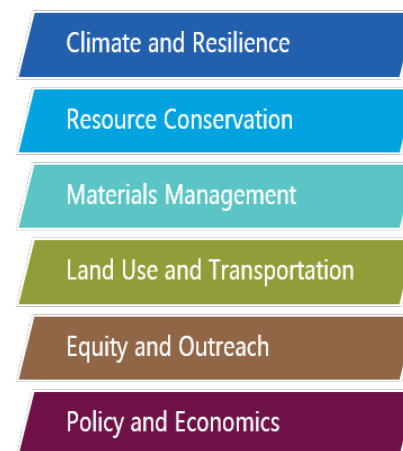 Climate and Resilience
Resource Conservation
Materials Management
Land Use and Transportation
Equity and Outreach
Policy and Economics